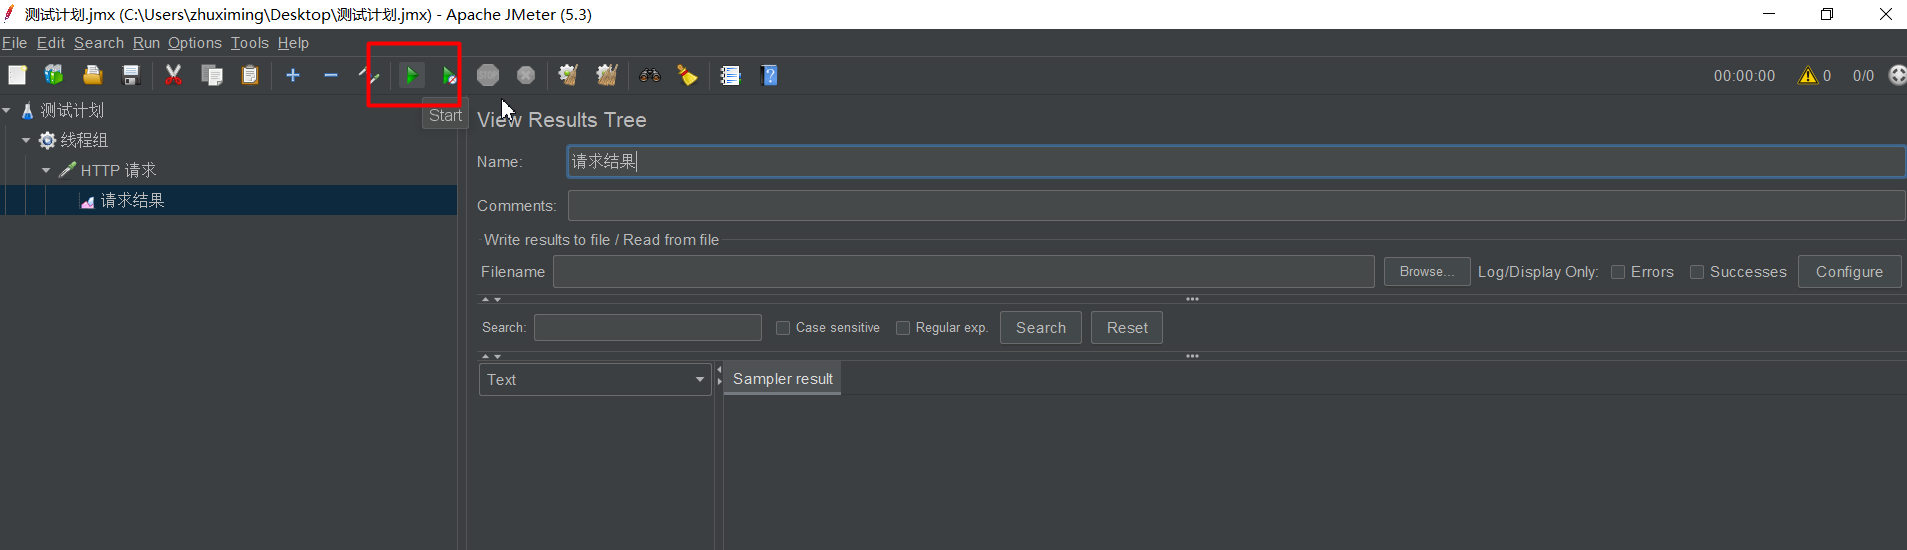 测试计划.jmx (C:\Users\zhuximing\Desktop\测试计划.jmx) - Apache JMeter (5.3)
File Edit Search Run Options Tools Help
STOP
00:00:00 0 0/0
Start
测试计划
线程组
HTTP 请求
请求结果
View Results Tree
Name: 请求结果
Comments:
Write results to file / Read from file
Filename Browse... Log/Display Only: Errors Successes Configure
Search: Case sensitive Regular exp. Search Reset
Text
Sampler result